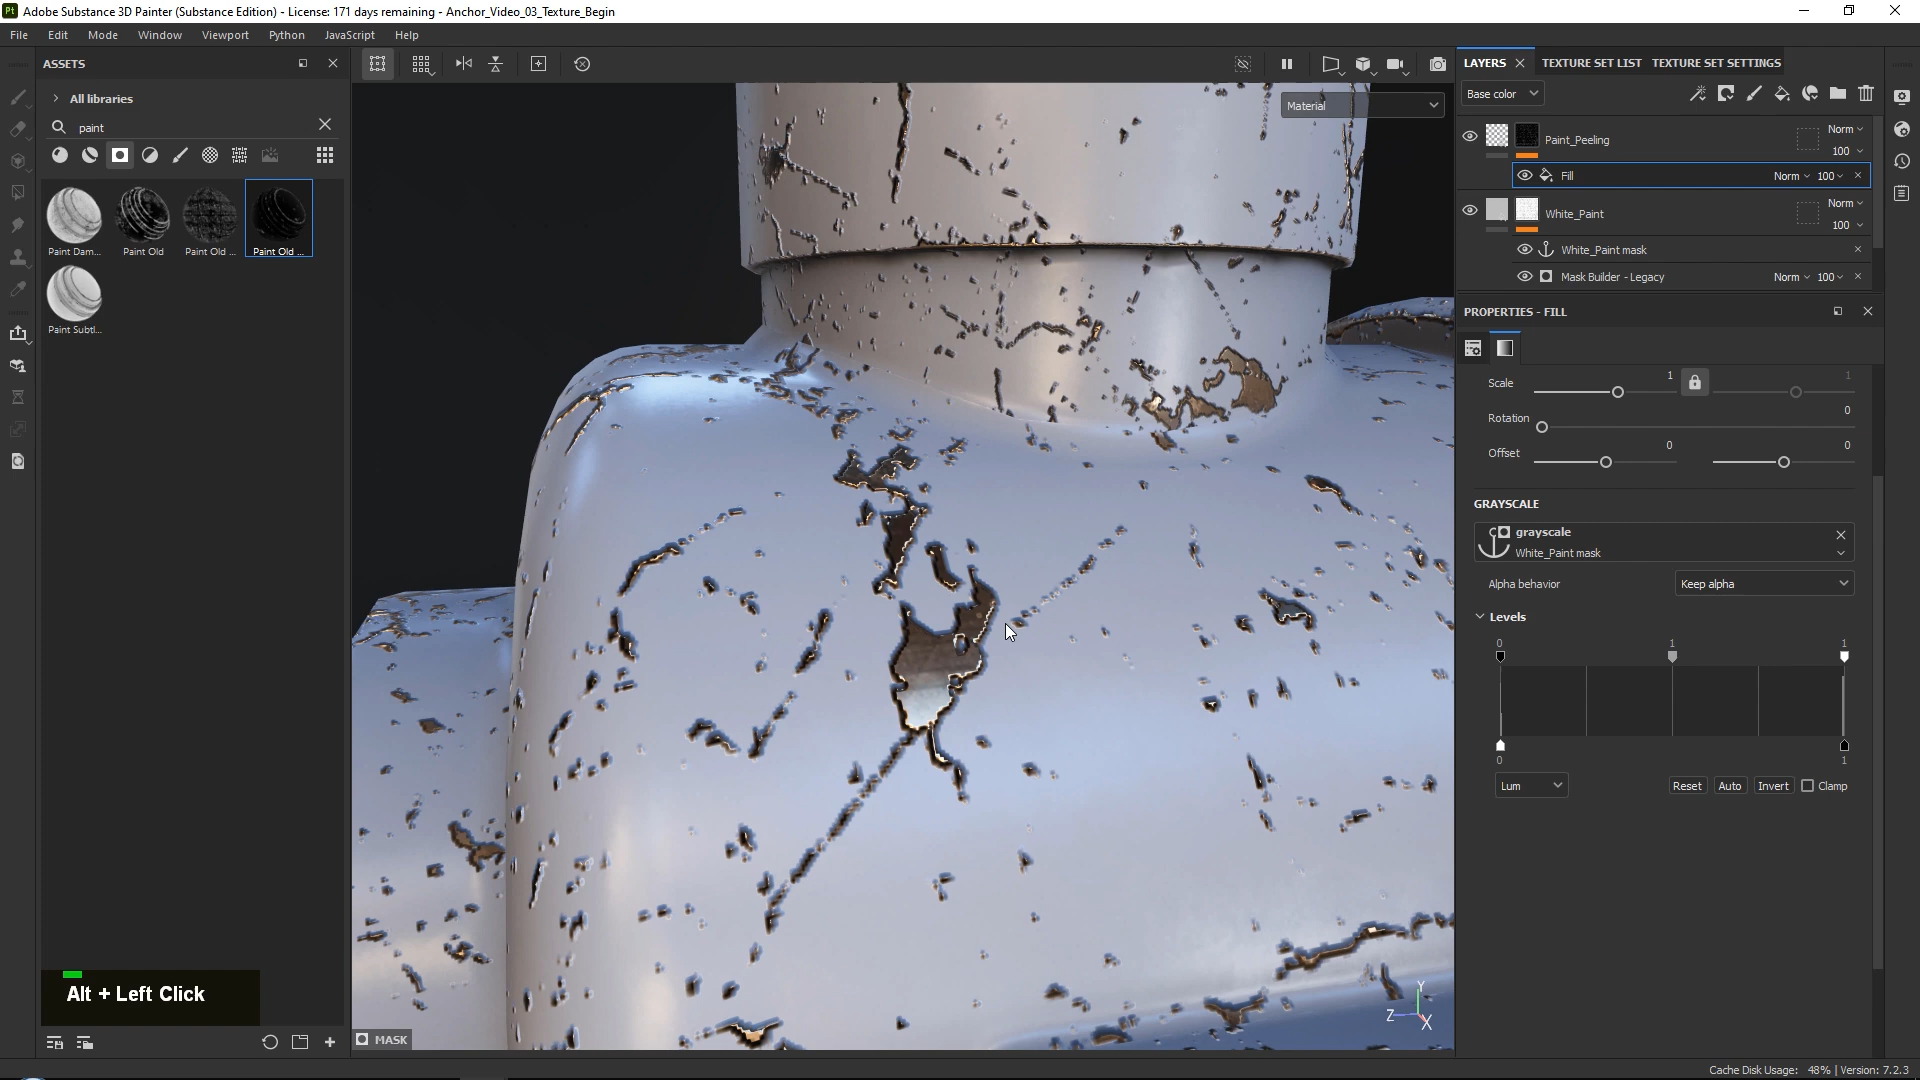 Pt Adobe Substance 3D Painter (Substance Edition) - License: 171 days remaining - Anchor_Video_03_Texture_Begin
File Edit Mode Window Viewport Python JavaScript Help
ASSETS
All libraries
paint
Paint Dam... Paint Old Paint Old ... Paint Old ...
Paint Subtl...
Alt + Left Click
Material
MASK
Y
Z X
LAYERS TEXTURE SET LIST TEXTURE SET SETTINGS
Base color
Paint_Peeling Norm
100
Fill Norm 100
White_Paint Norm
100
White_Paint mask
Mask Builder - Legacy Norm 100
PROPERTIES - FILL
Scale 1 1
Rotation 0
Offset 0 0
GRAYSCALE
grayscale
White_Paint mask
Alpha behavior Keep alpha
Levels
0 1 1
0 1
Lum Reset Auto Invert Clamp
Cache Disk Usage: 48% | Version: 7.2.3